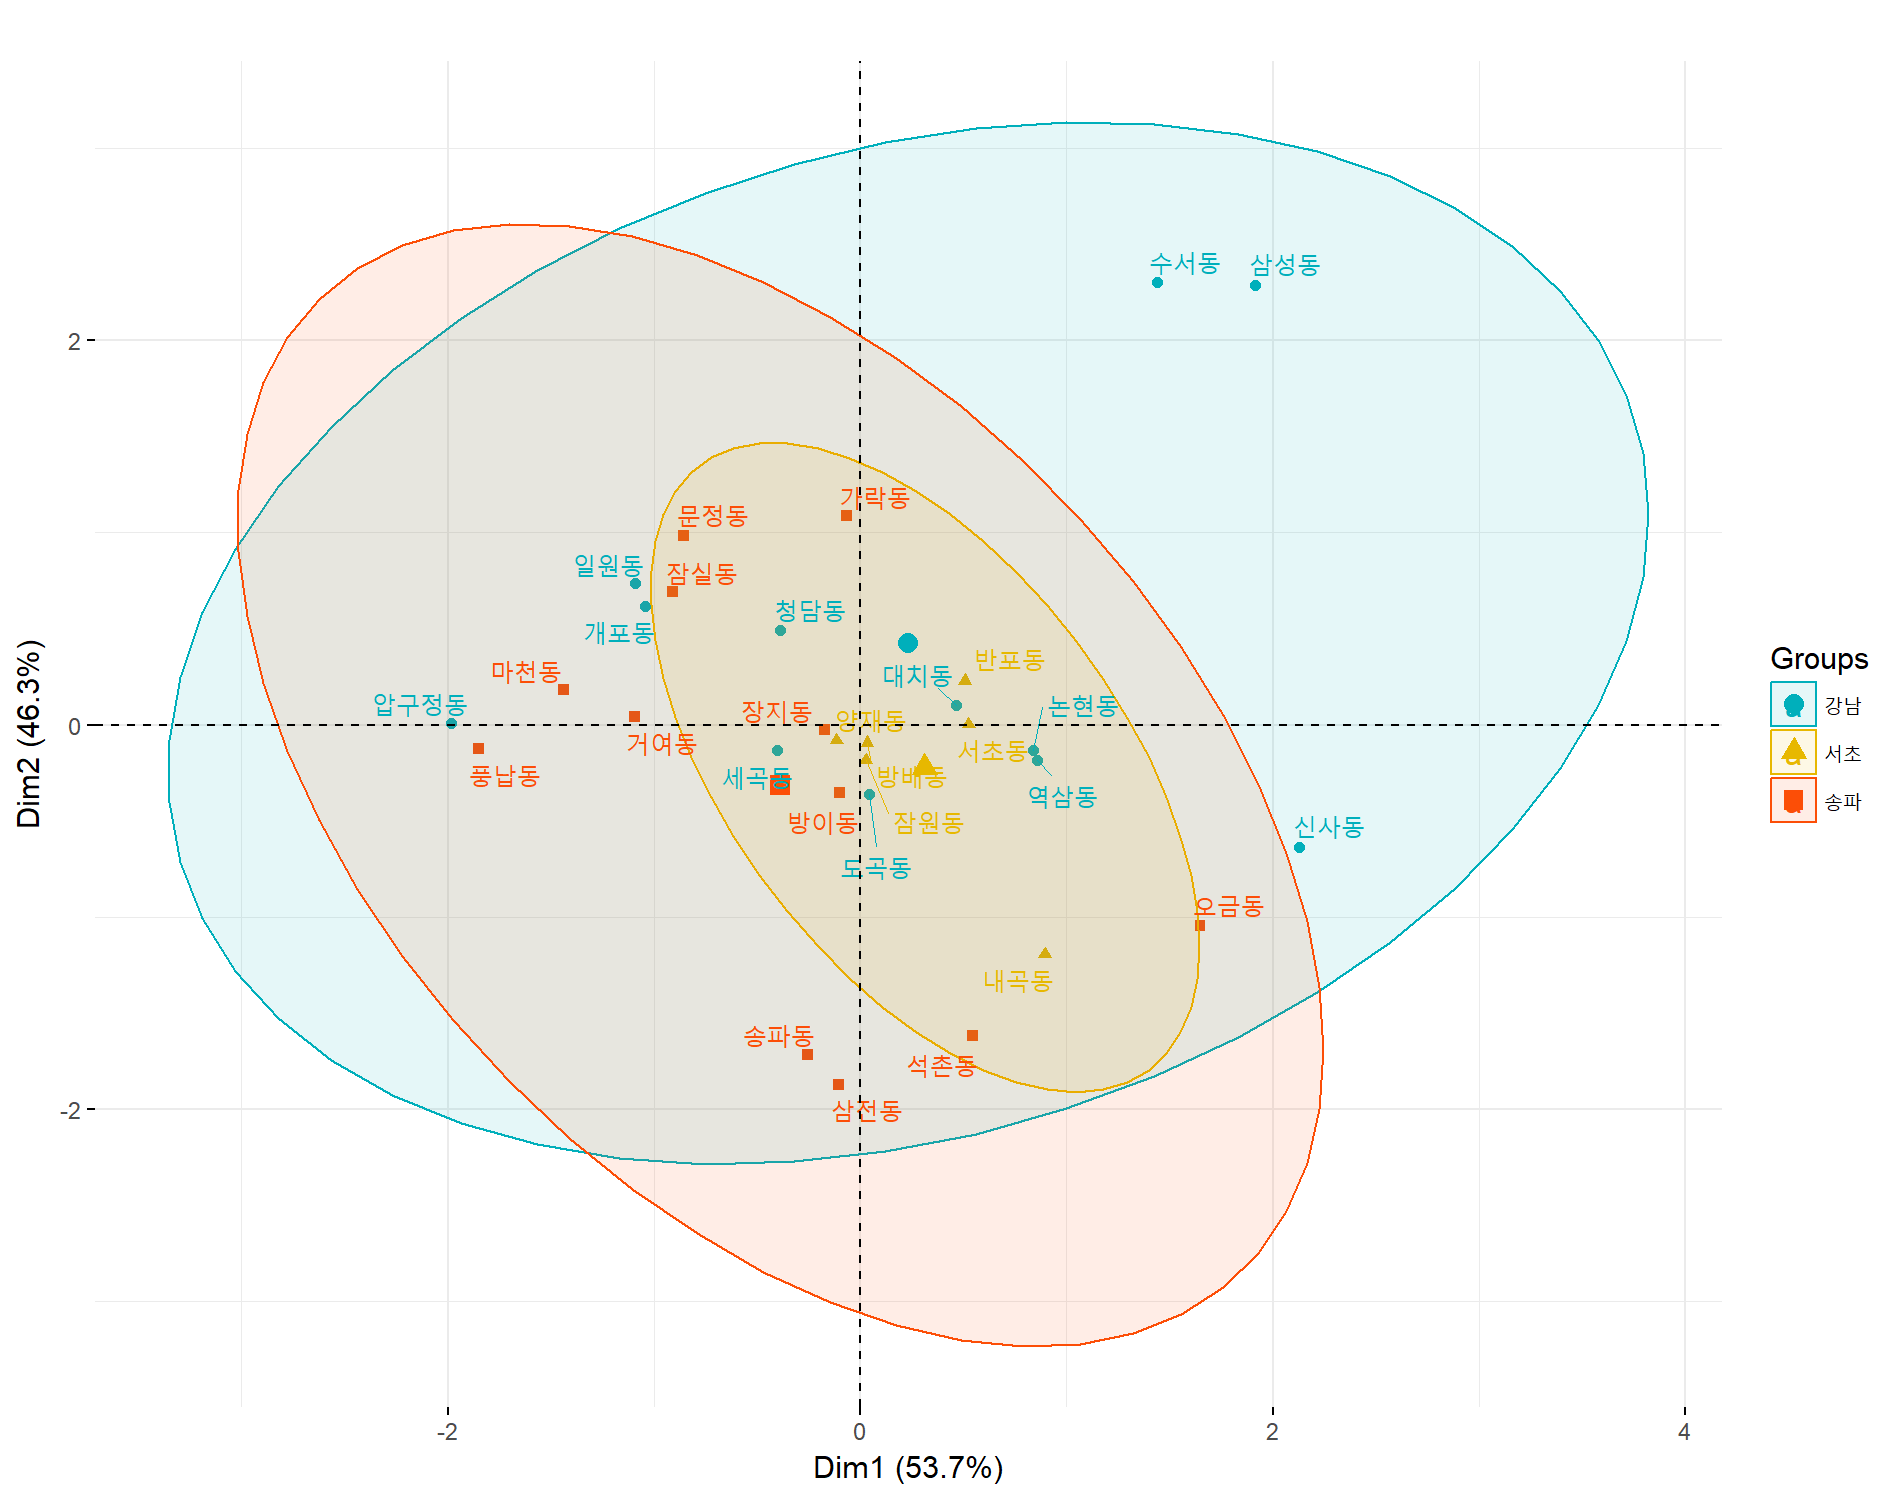 수서동
삼성동
2
가락동
문정동
일원동
잠실동
청담동
개포동
반포동
Groups
마천동
대치동
압구정동
장지동
양재동
논현동
강남
0
거여동
서초동
서초
풍납동
세곡동
방배동
역삼동
송파
방이동
잠원동
신사동
도곡동
오금동
내곡동
송파동
석촌동
-2
삼전동
-2
0
2
4
Dim1 (53.7%)
Dim2 (46.3%)